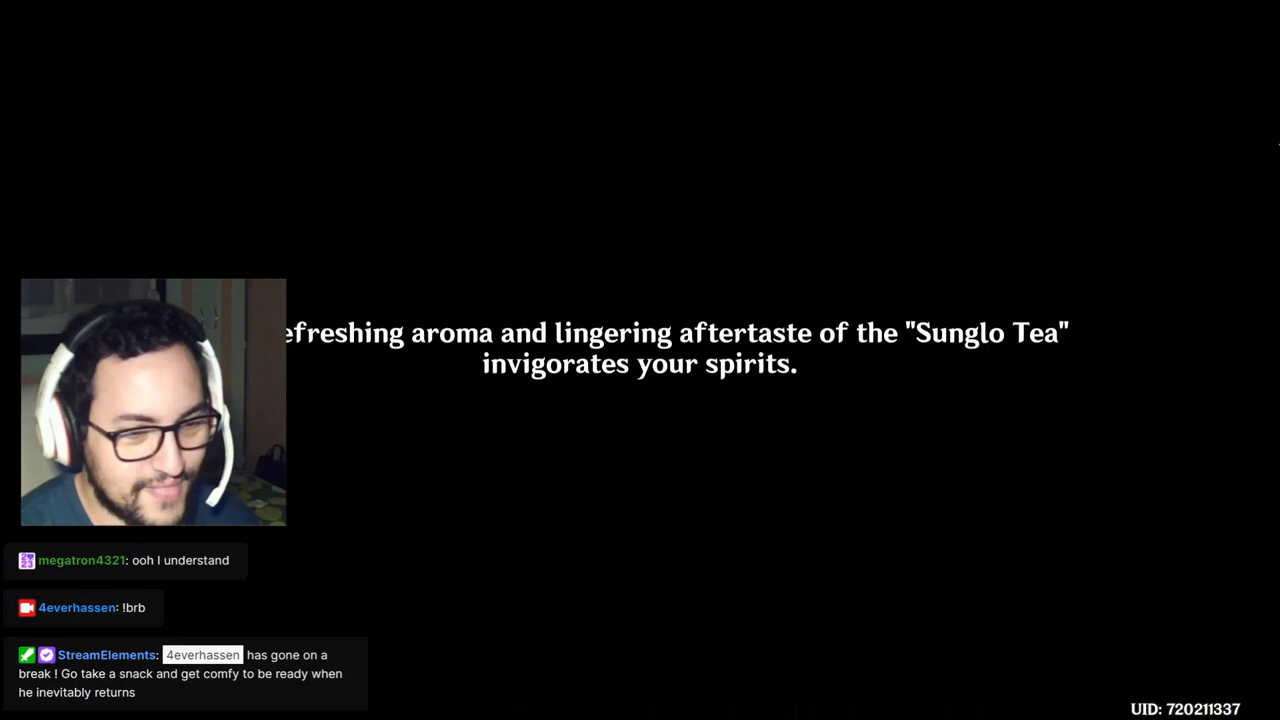 efreshing aroma and lingering aftertaste of the "Sunglo Tea"
invigorates your spirits.
megatron4321: ooh I understand
4everhassen: !brb
StreamElements: 4everhassen has gone on a
break ! Go take a snack and get comfy to be ready when
he inevitably returns
UID: 720211337